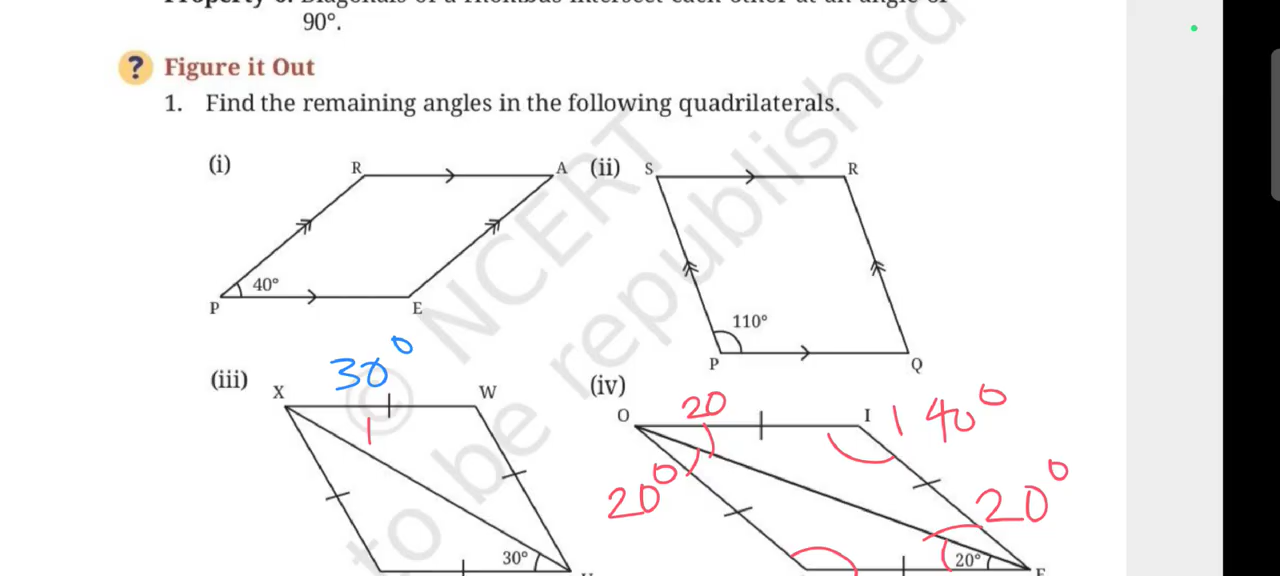 90°.
? Figure it Out
1. Find the remaining angles in the following quadrilaterals.
(i) R A
40°
P E
(ii) S R
110°
P Q
(iii) X W
30°
30°
(iv) O I
20
140°
20°
20°
20°
© NCERT
to be republished